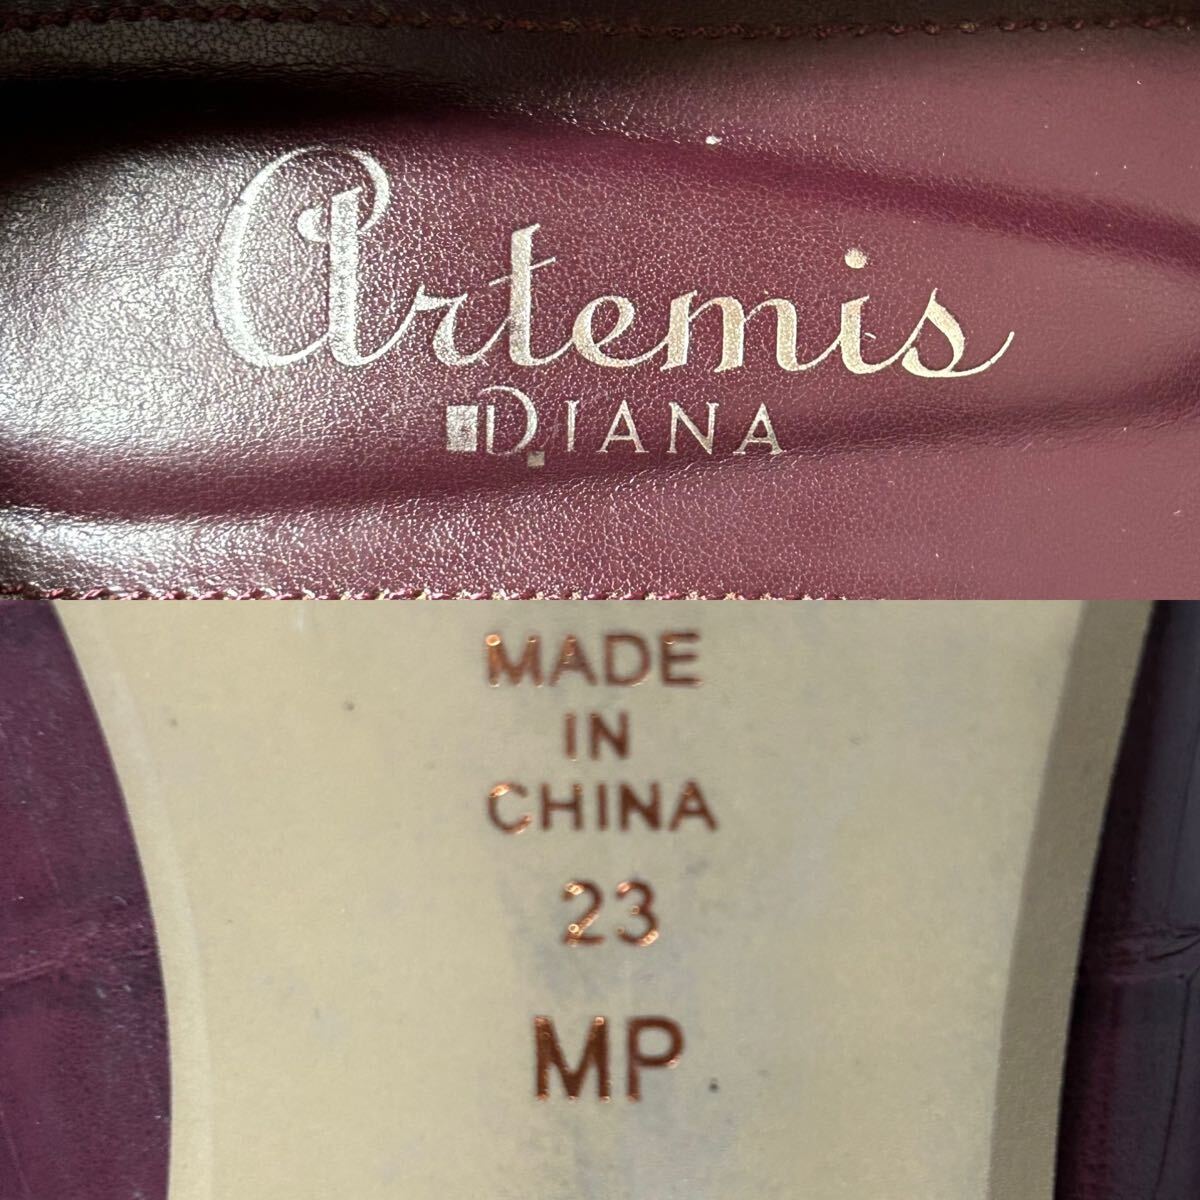 Artemis
DIANA
MADE
IN
CHINA
23
MP